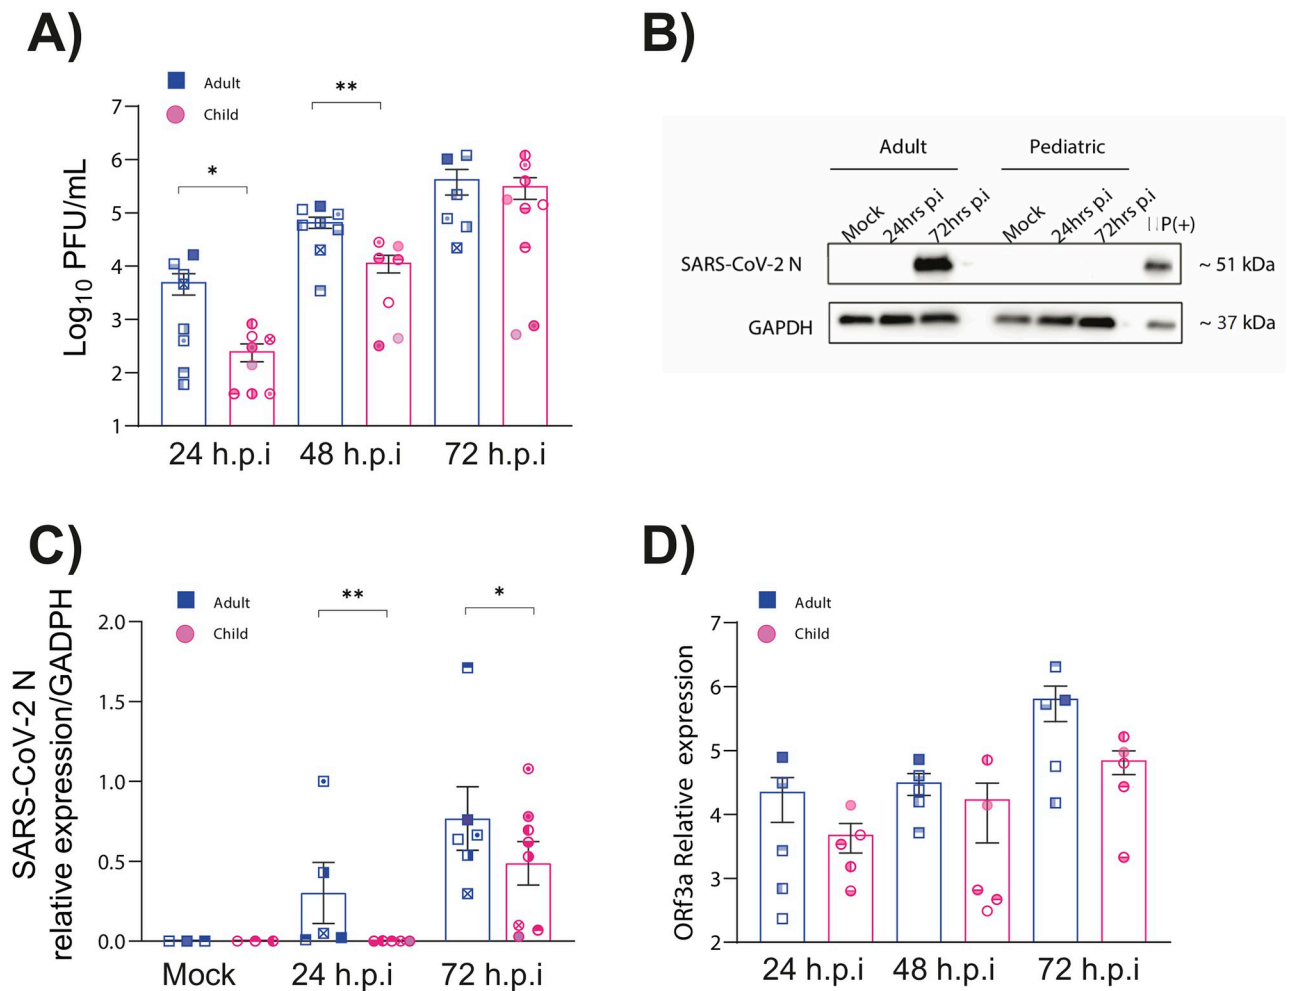 A)
Adult
Child
Log10 PFU/mL
7
6
5
4
3
2
1
*
**
24 h.p.i
48 h.p.i
72 h.p.i
B)
Adult
Pediatric
Mock
24hrs p.i
72hrs p.i
Mock
24hrs p.i
72hrs p.i
P(+)
SARS-CoV-2 N
~ 51 kDa
GAPDH
~ 37 kDa
C)
Adult
Child
SARS-CoV-2 N
relative expression/GADPH
2.0
1.5
1.0
0.5
0.0
**
*
Mock
24 h.p.i
72 h.p.i
D)
Adult
Child
ORf3a Relative expression
7
6
5
4
3
2
24 h.p.i
48 h.p.i
72 h.p.i